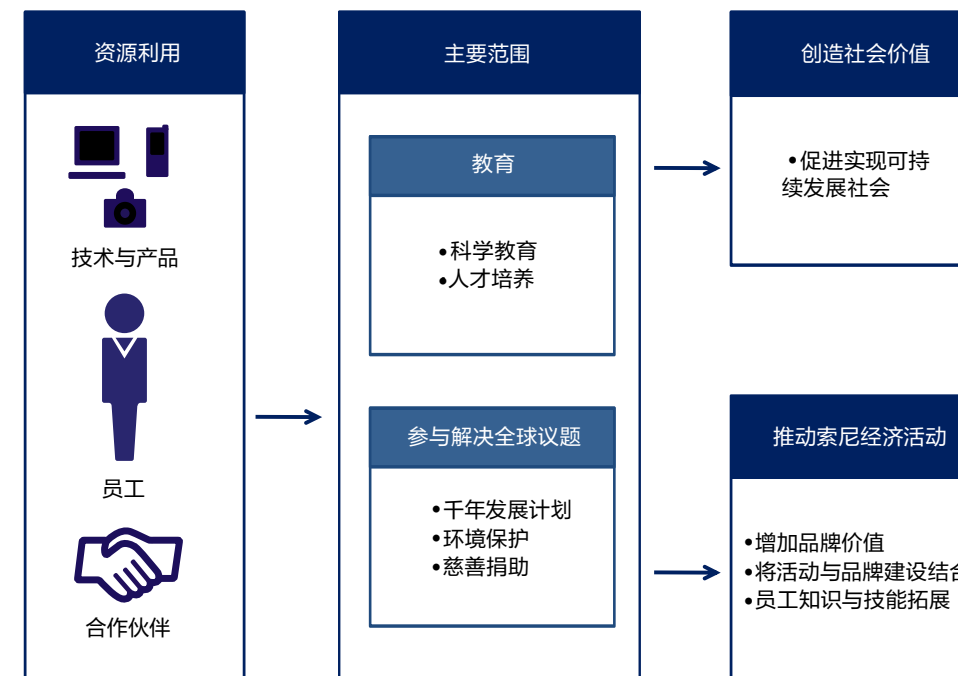 资源利用
技术与产品
员工
合作伙伴
主要范围
教育
•科学教育
•人才培养
参与解决全球议题
•千年发展计划
•环境保护
•慈善捐助
创造社会价值
•促进实现可持
续发展社会
推动索尼经济活动
•增加品牌价值
•将活动与品牌建设结合
•员工知识与技能拓展